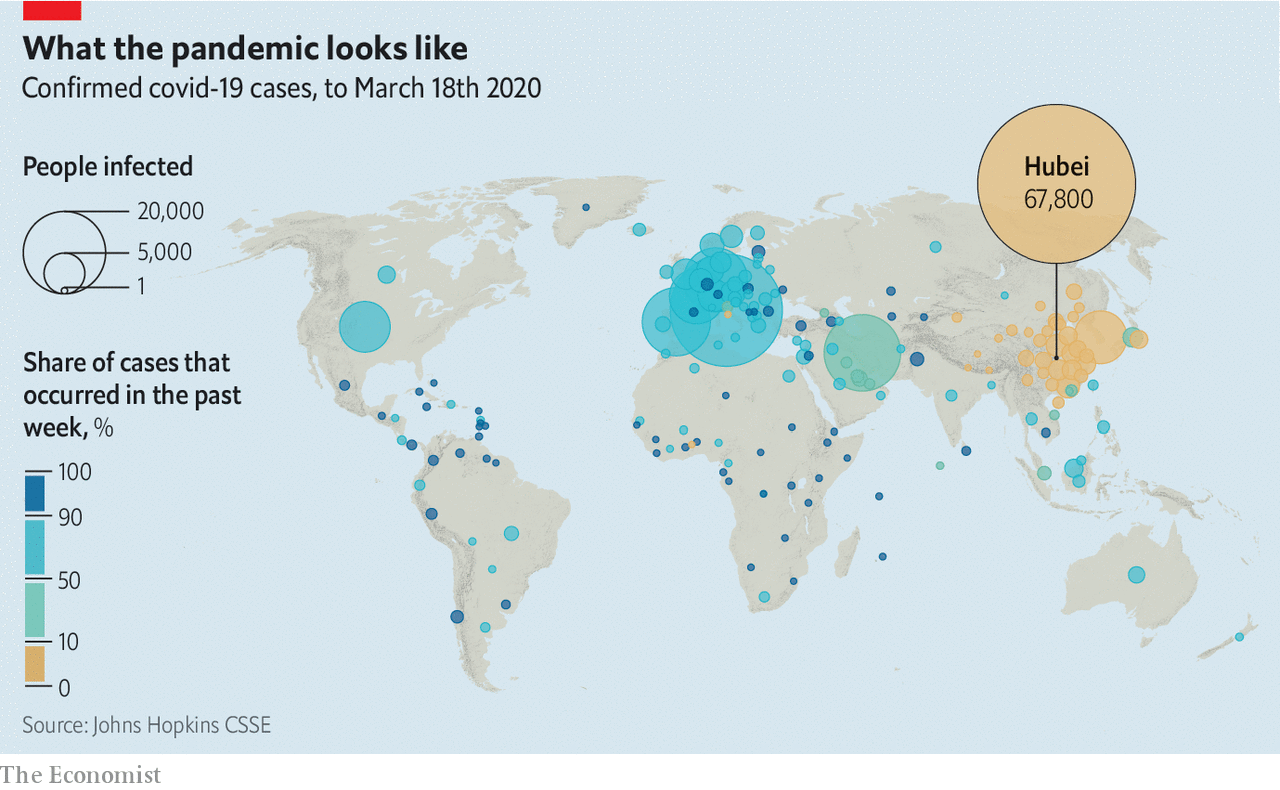 What the pandemic looks like
Confirmed covid-19 cases, to March 18th 2020
People infected
20,000
5,000
1
Hubei
67,800
Share of cases that
occurred in the past
week, %
100
90
50
10
0
Source: Johns Hopkins CSSE
The Economist